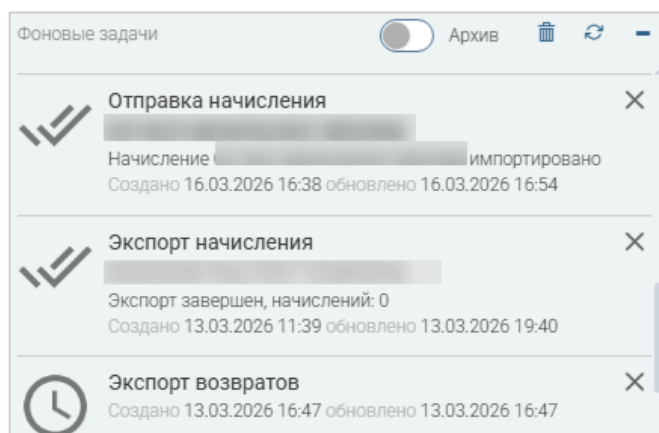 Фоновые задачи Архив
Отправка начисления
Начисление импортировано
Создано 16.03.2026 16:38 обновлено 16.03.2026 16:54
Экспорт начисления
Экспорт завершен, начислений: 0
Создано 13.03.2026 11:39 обновлено 13.03.2026 19:40
Экспорт возвратов
Создано 13.03.2026 16:47 обновлено 13.03.2026 16:47